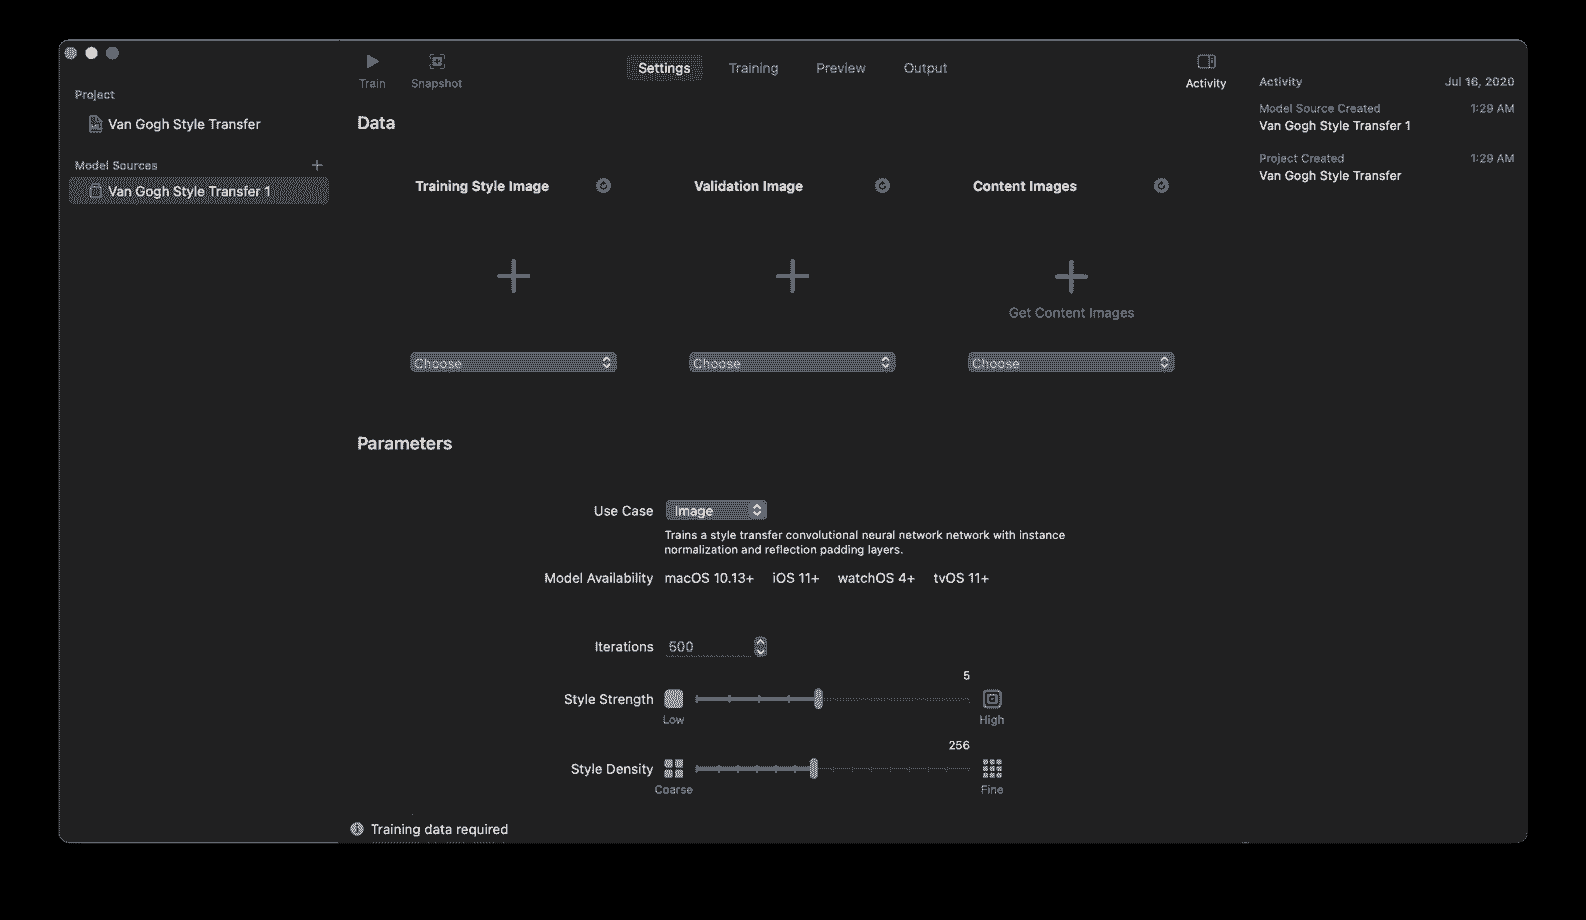 Project
Van Gogh Style Transfer
Model Sources
Van Gogh Style Transfer 1
Train
Snapshot
Settings
Training
Preview
Output
Activity
Data
Training Style Image
Validation Image
Content Images
Get Content Images
Choose
Choose
Choose
Parameters
Use Case
Image
Trains a style transfer convolutional neural network network with instance
normalization and reflection padding layers.
Model Availability
macOS 10.13+ iOS 11+ watchOS 4+ tvOS 11+
Iterations
500
5
Style Strength
Low
High
256
Style Density
Coarse
Fine
Training data required
Activity
Jul 16, 2020
Model Source Created
1:29 AM
Van Gogh Style Transfer 1
Project Created
1:29 AM
Van Gogh Style Transfer